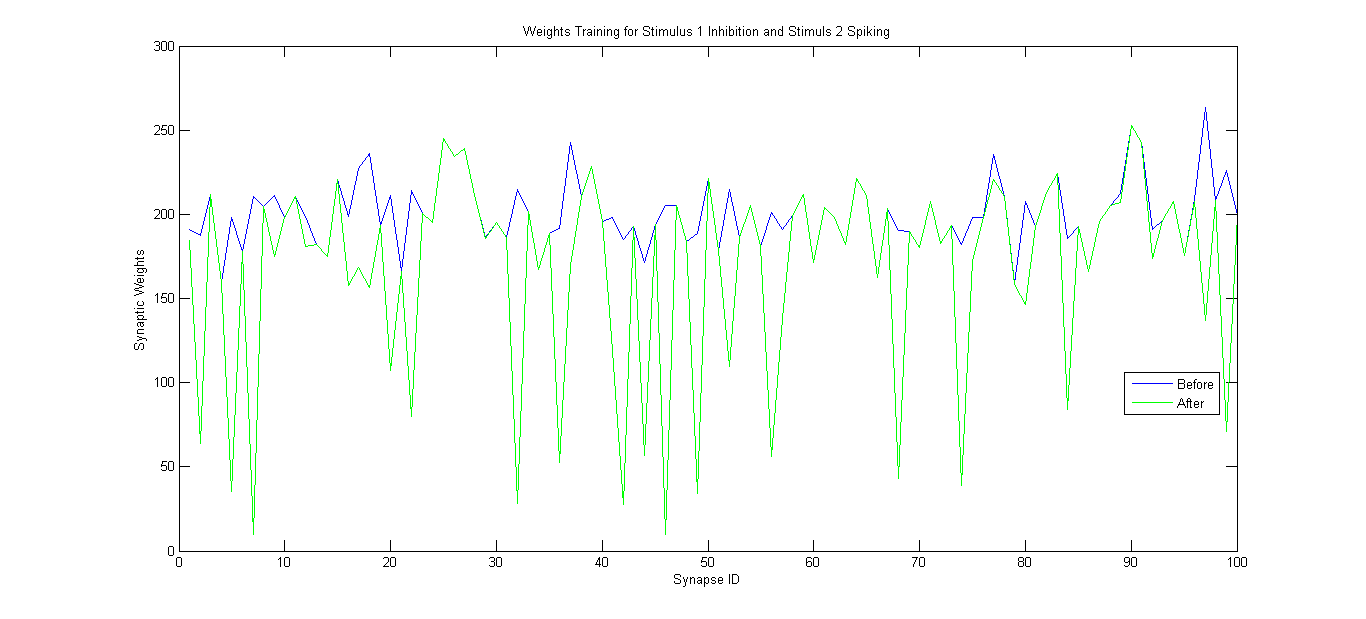 Weights Training for Stimulus 1 Inhibition and Stimuls 2 Spiking
300
250
200
150
100
50
0
Synaptic Weights
Before
After
0 10 20 30 40 50 60 70 80 90 100
Synapse ID